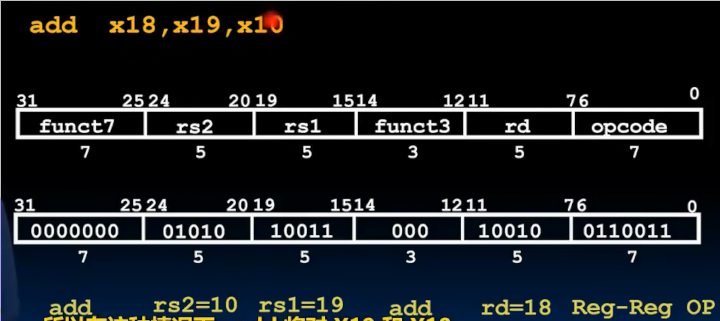 add x18,x19,x10
31 25 24 20 19 15 14 12 11 7 6 0
funct7 rs2 rs1 funct3 rd opcode
7 5 5 3 5 7
31 25 24 20 19 15 14 12 11 7 6 0
0000000 01010 10011 000 10010 0110011
7 5 5 3 5 7
add rs2=10 rs1=19 add rd=18 Reg-Reg OP